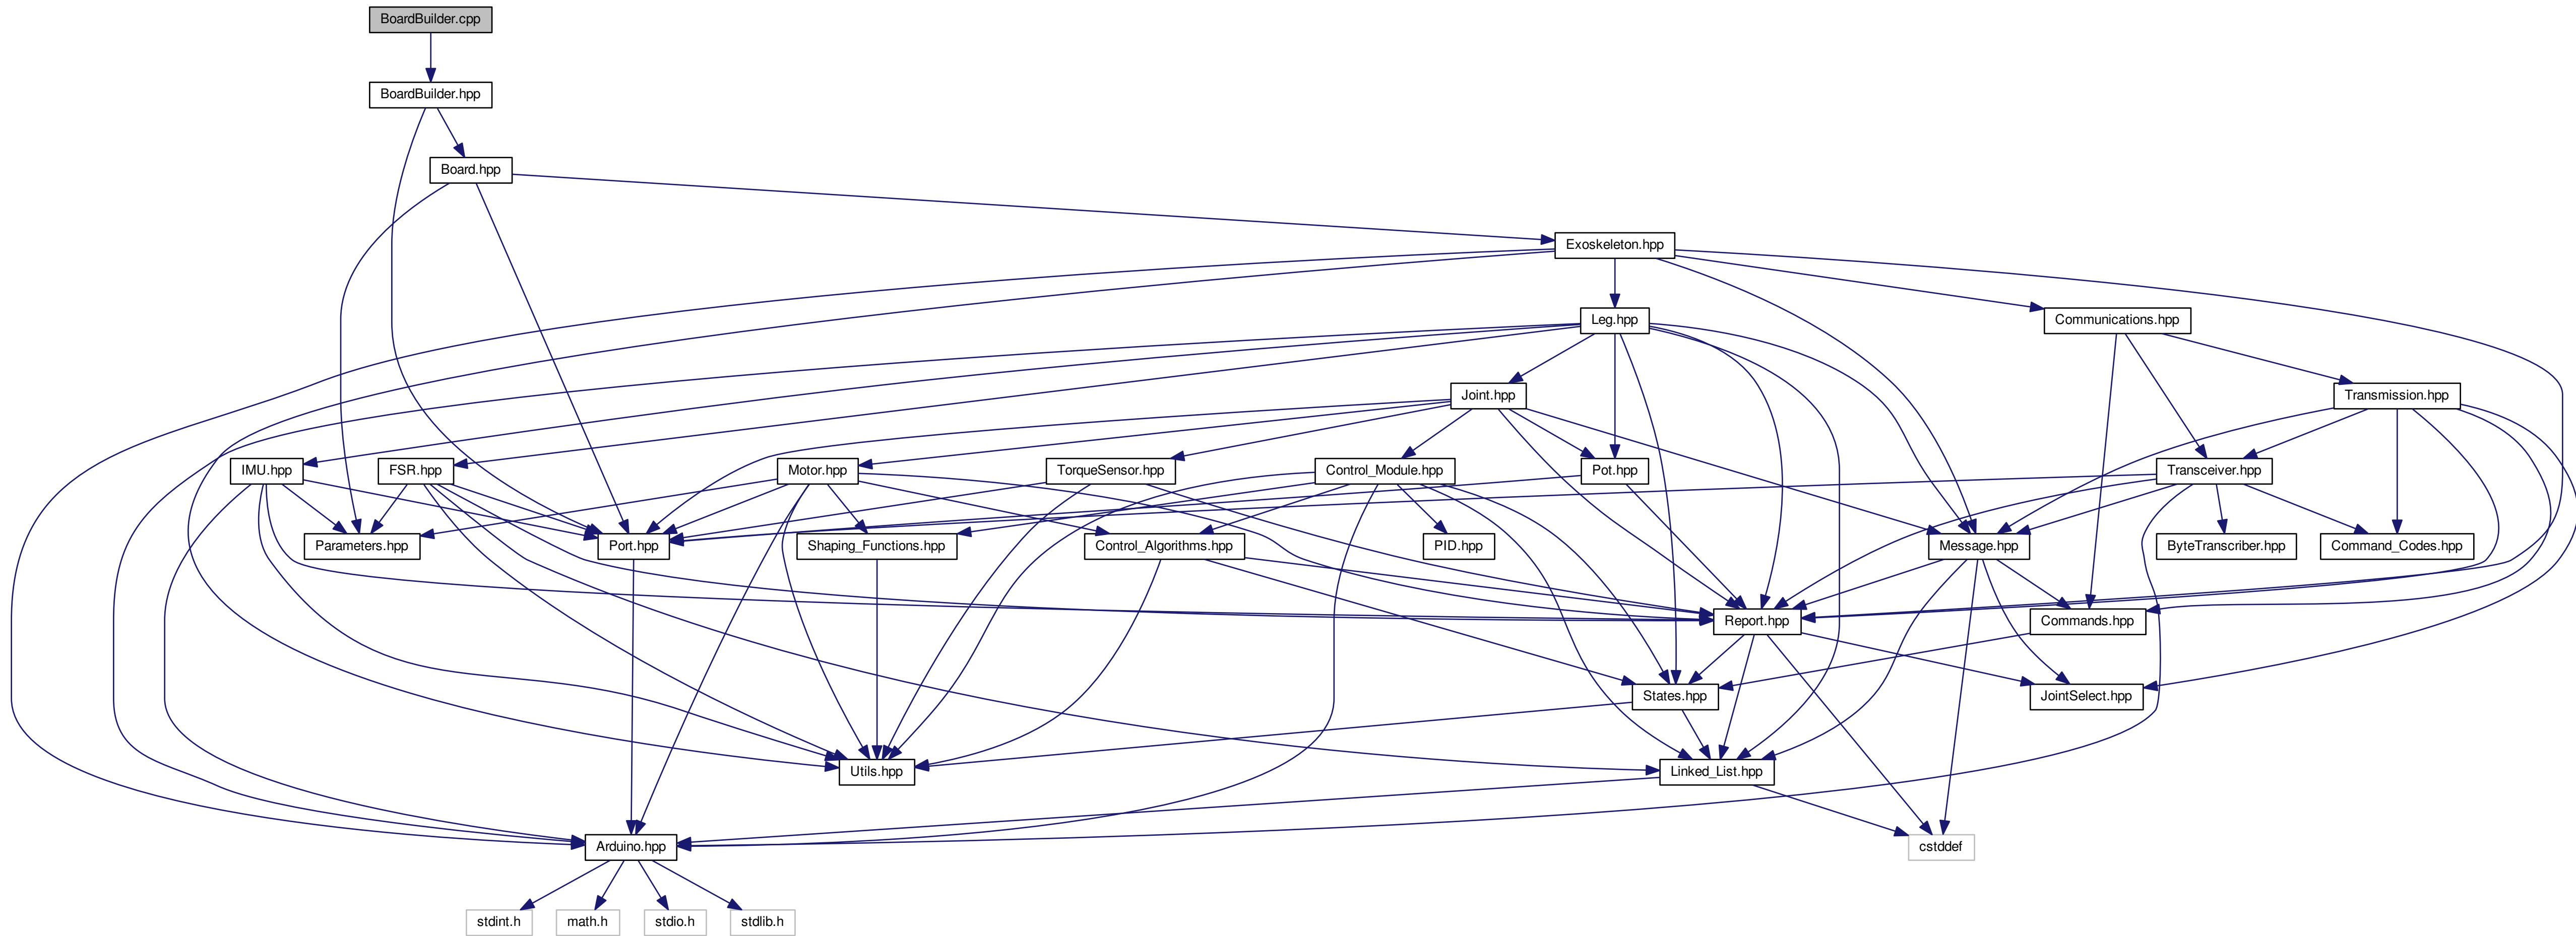 BoardBuilder.cpp
BoardBuilder.hpp
Board.hpp
Exoskeleton.hpp
Leg.hpp
Communications.hpp
Joint.hpp
Transmission.hpp
IMU.hpp
FSR.hpp
Motor.hpp
TorqueSensor.hpp
Control_Module.hpp
Pot.hpp
Transceiver.hpp
Parameters.hpp
Port.hpp
Shaping_Functions.hpp
Control_Algorithms.hpp
PID.hpp
Message.hpp
ByteTranscriber.hpp
Command_Codes.hpp
Report.hpp
Commands.hpp
States.hpp
JointSelect.hpp
Utils.hpp
Linked_List.hpp
Arduino.hpp
cstddef
stdint.h
math.h
stdio.h
stdlib.h